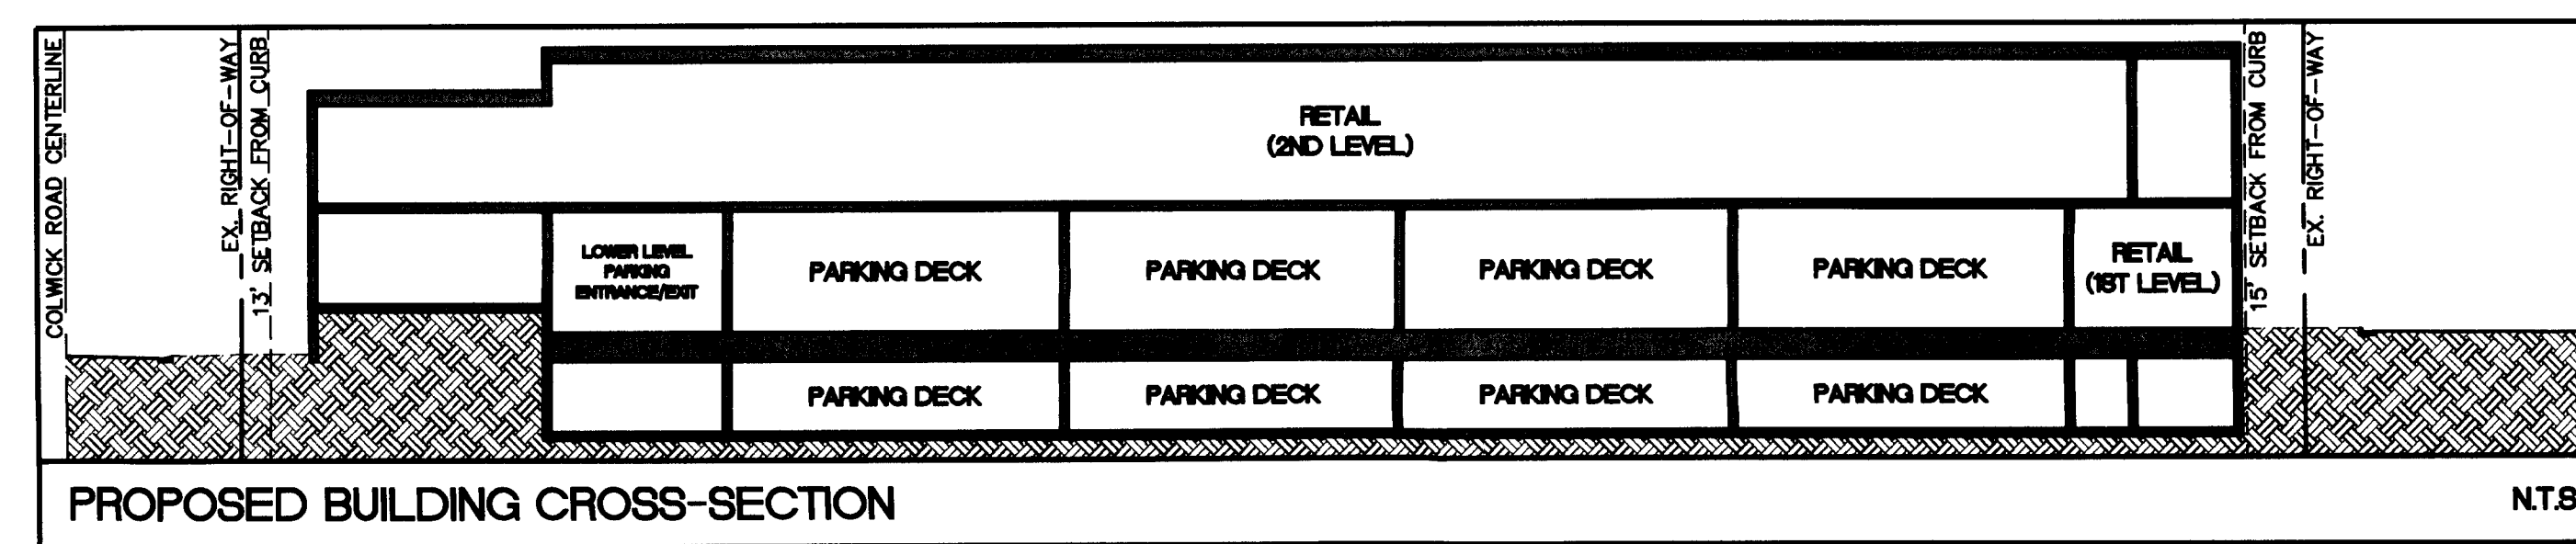 COLWICK ROAD CENTERLINE
EX. RIGHT-OF-WAY
13' SETBACK FROM CURB
RETAIL
(2ND LEVEL)
LOWER LEVEL
PARKING
ENTRANCE/EXIT
PARKING DECK
PARKING DECK
PARKING DECK
PARKING DECK
RETAIL
(1ST LEVEL)
PARKING DECK
PARKING DECK
PARKING DECK
PARKING DECK
15' SETBACK FROM CURB
EX. RIGHT-OF-WAY
PROPOSED BUILDING CROSS-SECTION
N.T.S